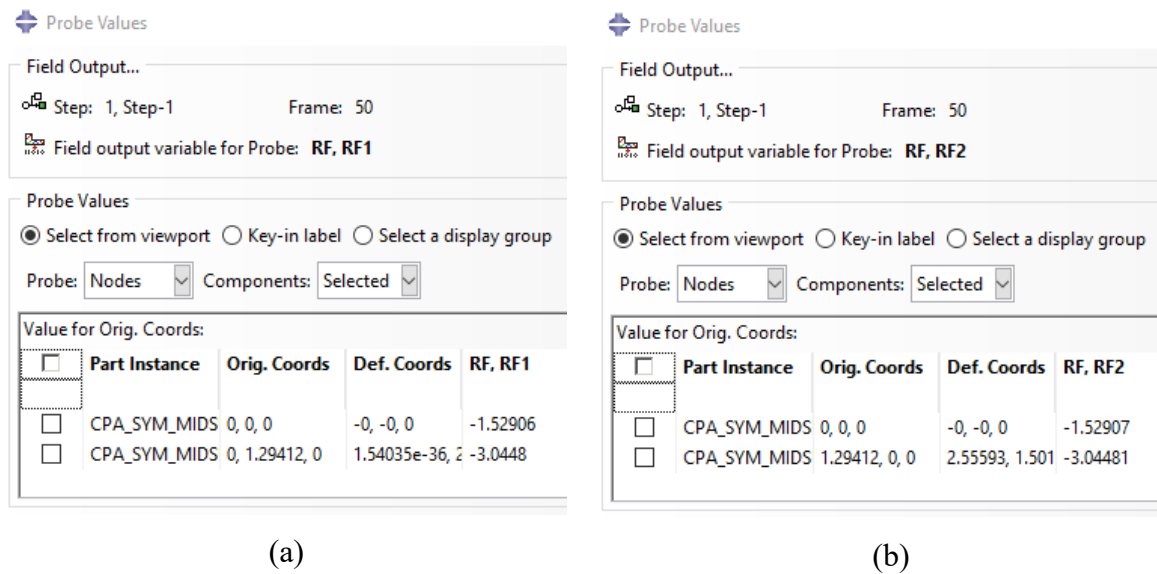 Probe Values
Field Output...
Step: 1, Step-1 Frame: 50
Field output variable for Probe: RF, RF1
Probe Values
Select from viewport Key-in label Select a display group
Probe: Nodes Components: Selected
Value for Orig. Coords:
Part Instance Orig. Coords Def. Coords RF, RF1
CPA_SYM_MIDS 0, 0, 0 -0, -0, 0 -1.52906
CPA_SYM_MIDS 0, 1.29412, 0 1.54035e-36, 2 -3.0448
(a)
Probe Values
Field Output...
Step: 1, Step-1 Frame: 50
Field output variable for Probe: RF, RF2
Probe Values
Select from viewport Key-in label Select a display group
Probe: Nodes Components: Selected
Value for Orig. Coords:
Part Instance Orig. Coords Def. Coords RF, RF2
CPA_SYM_MIDS 0, 0, 0 -0, -0, 0 -1.52907
CPA_SYM_MIDS 1.29412, 0, 0 2.55593, 1.501 -3.04481
(b)